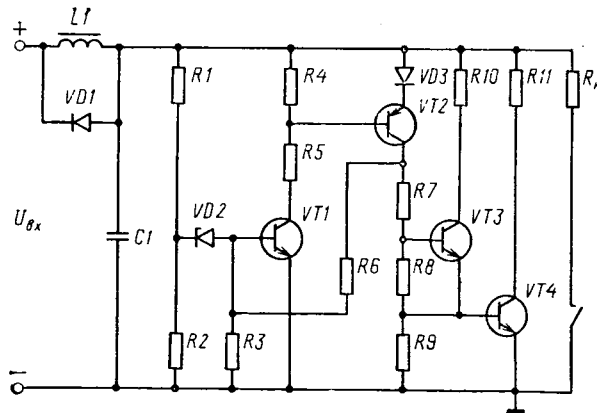 +
L1
R1
R4
VD3
R10
R11
R,
VD1
VT2
R5
VD2
VT1
R7
VT3
Uвх
C1
R6
R8
VT4
R2
R3
R9
−